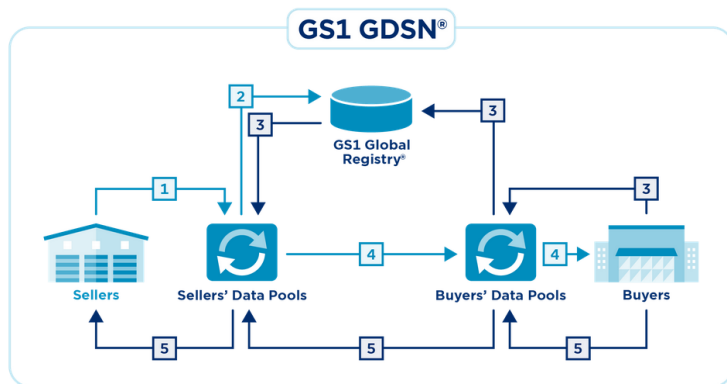 GS1 GDSN®
2
3
3
GS1 Global
Registry®
1
3
4
4
Sellers
Sellers' Data Pools
Buyers' Data Pools
Buyers
5
5
5